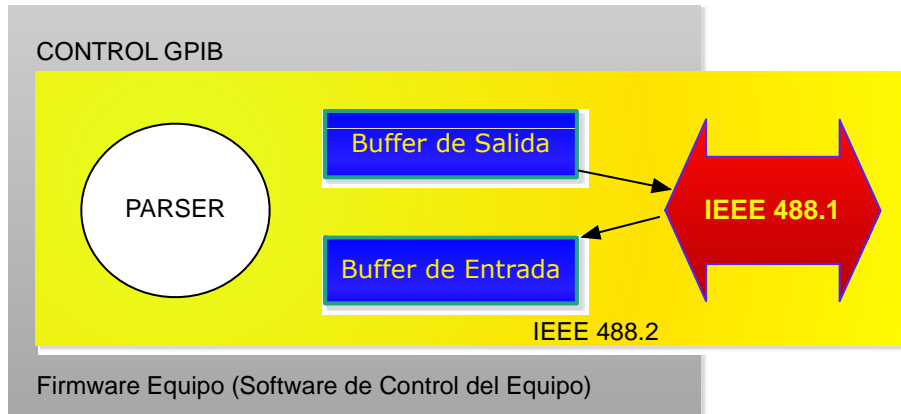 CONTROL GPIB
Buffer de Salida
PARSER
IEEE 488.1
Buffer de Entrada
IEEE 488.2
Firmware Equipo (Software de Control del Equipo)